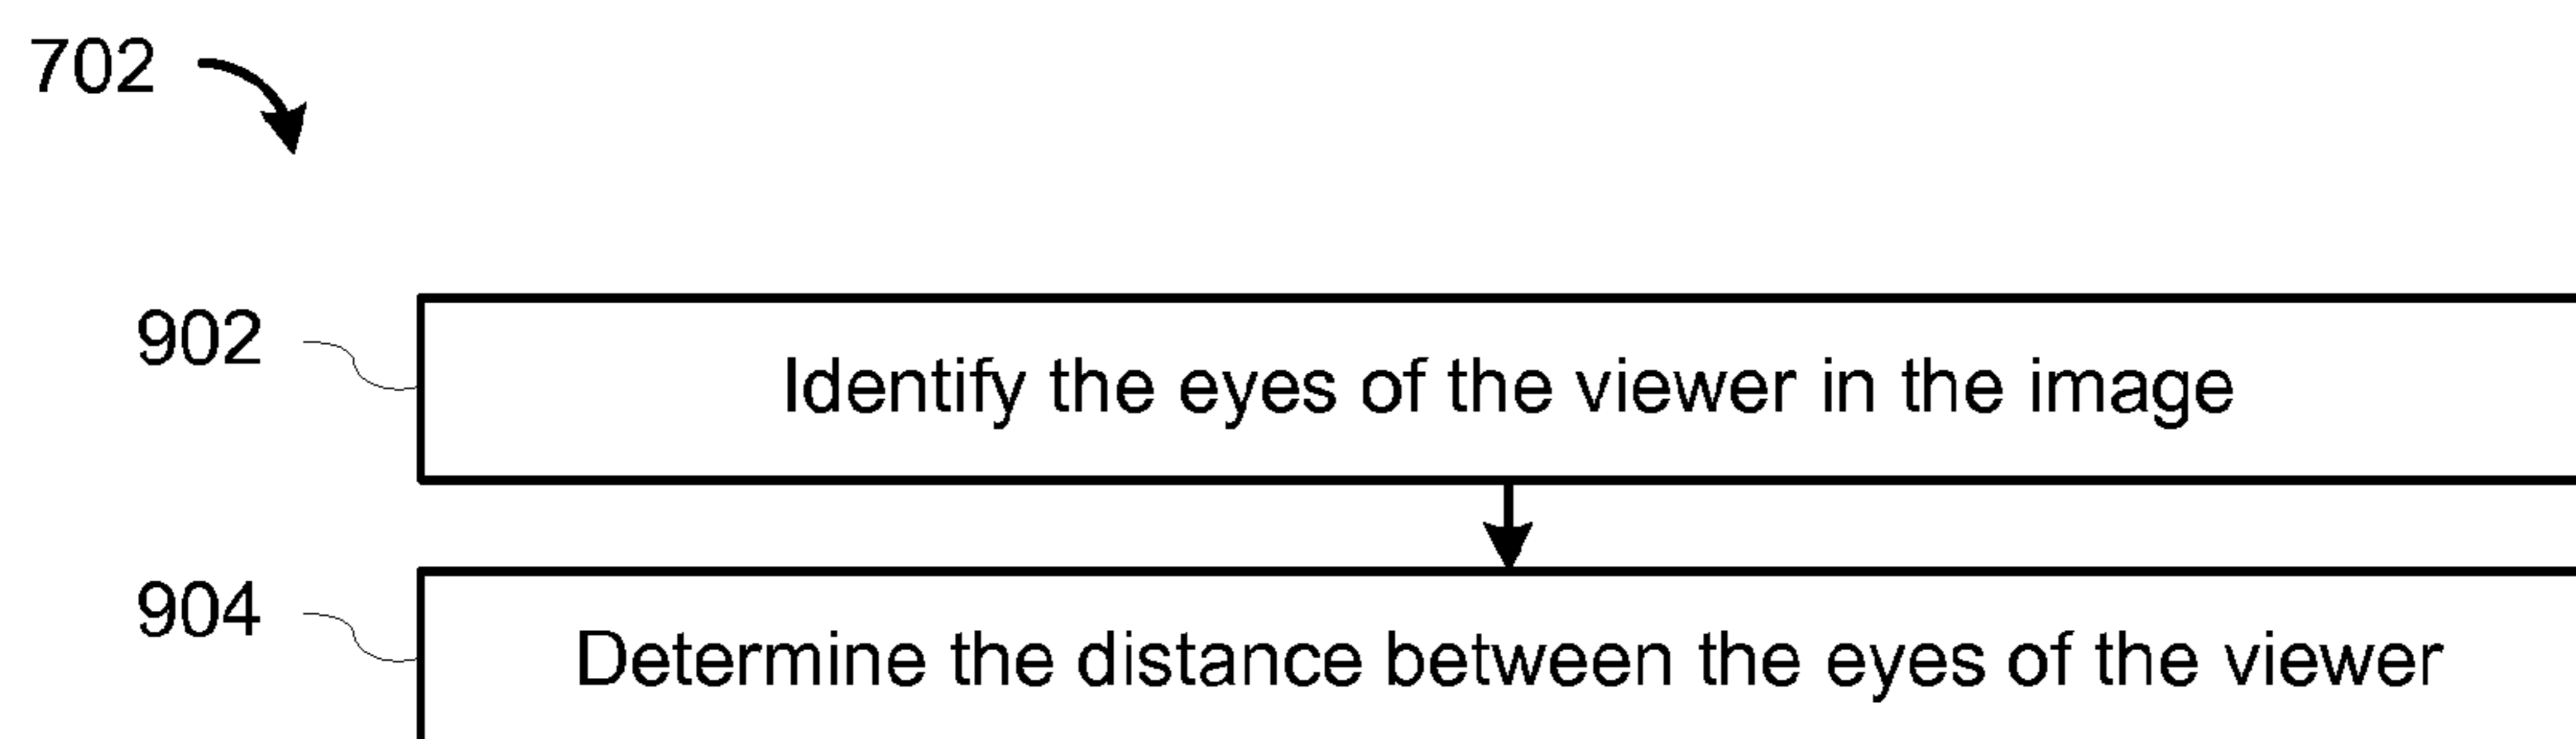 702
902
Identify the eyes of the viewer in the image
904
Determine the distance between the eyes of the viewer